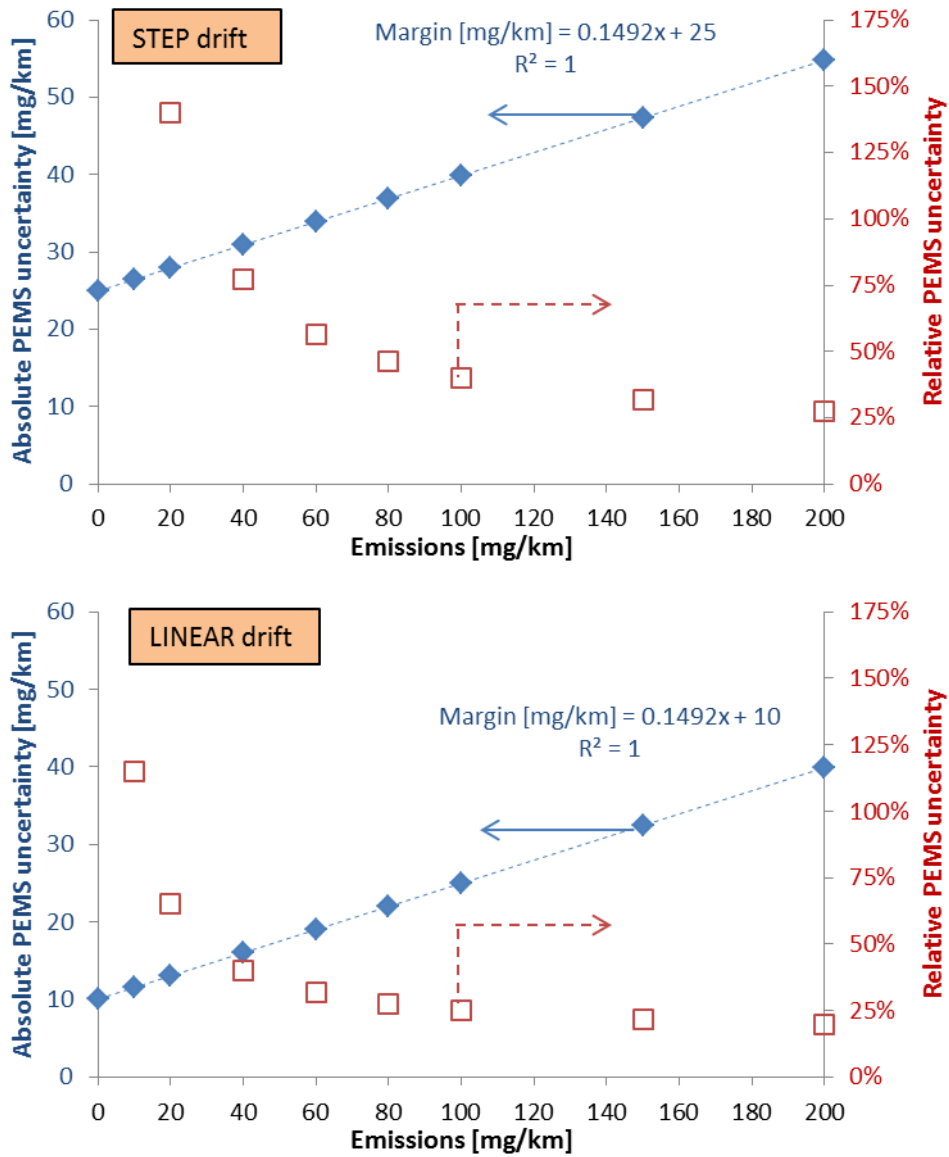 STEP drift
Margin [mg/km] = 0.1492x + 25
R² = 1
Absolute PEMS uncertainty [mg/km]
60
50
40
30
20
10
0
175%
150%
125%
100%
75%
50%
25%
0%
Relative PEMS uncertainty
0 20 40 60 80 100 120 140 160 180 200
Emissions [mg/km]
LINEAR drift
Margin [mg/km] = 0.1492x + 10
R² = 1
Absolute PEMS uncertainty [mg/km]
60
50
40
30
20
10
0
175%
150%
125%
100%
75%
50%
25%
0%
Relative PEMS uncertainty
0 20 40 60 80 100 120 140 160 180 200
Emissions [mg/km]